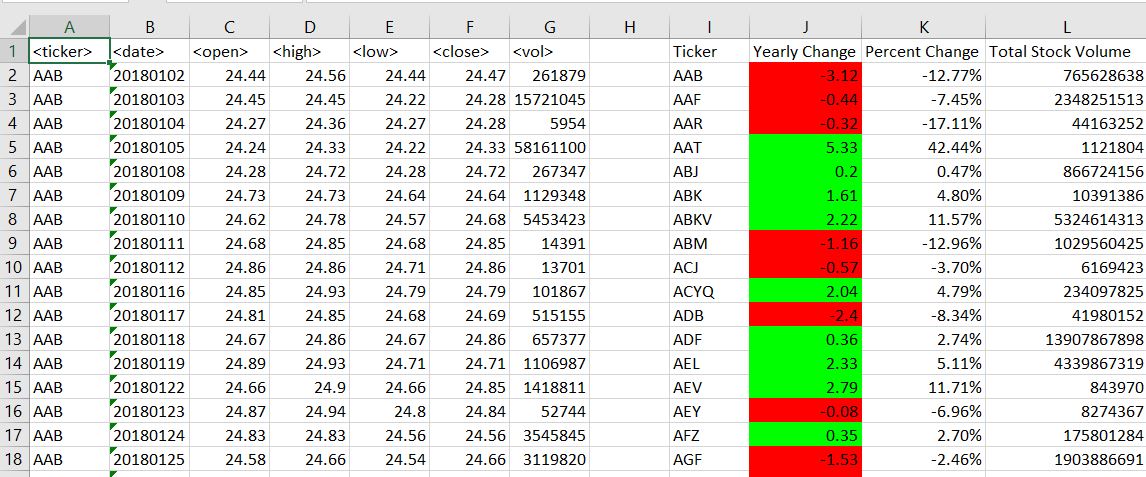 A B C D E F G H I J K L
1 <ticker> <date> <open> <high> <low> <close> <vol> Ticker Yearly Change Percent Change Total Stock Volume
2 AAB 20180102 24.44 24.56 24.44 24.47 261879 AAB -3.12 -12.77% 765628638
3 AAB 20180103 24.45 24.45 24.22 24.28 15721045 AAF -0.44 -7.45% 2348251513
4 AAB 20180104 24.27 24.36 24.27 24.28 5954 AAR -0.32 -17.11% 44163252
5 AAB 20180105 24.24 24.33 24.22 24.33 58161100 AAT 5.33 42.44% 1121804
6 AAB 20180108 24.28 24.72 24.28 24.72 267347 ABJ 0.2 0.47% 866724156
7 AAB 20180109 24.73 24.73 24.64 24.64 1129348 ABK 1.61 4.80% 10391386
8 AAB 20180110 24.62 24.78 24.57 24.68 5453423 ABKV 2.22 11.57% 5324614313
9 AAB 20180111 24.68 24.85 24.68 24.85 14391 ABM -1.16 -12.96% 1029560425
10 AAB 20180112 24.86 24.86 24.71 24.86 13701 ACJ -0.57 -3.70% 6169423
11 AAB 20180116 24.85 24.93 24.79 24.79 101867 ACYQ 2.04 4.79% 234097825
12 AAB 20180117 24.81 24.85 24.68 24.69 515155 ADB -2.4 -8.34% 41980152
13 AAB 20180118 24.67 24.86 24.67 24.86 657377 ADF 0.36 2.74% 13907867898
14 AAB 20180119 24.89 24.93 24.71 24.71 1106987 AEL 2.33 5.11% 4339867319
15 AAB 20180122 24.66 24.9 24.66 24.85 1418811 AEV 2.79 11.71% 843970
16 AAB 20180123 24.87 24.94 24.8 24.84 52744 AEY -0.08 -6.96% 8274367
17 AAB 20180124 24.83 24.83 24.56 24.56 3545845 AFZ 0.35 2.70% 175801284
18 AAB 20180125 24.58 24.66 24.54 24.66 3119820 AGF -1.53 -2.46% 1903886691